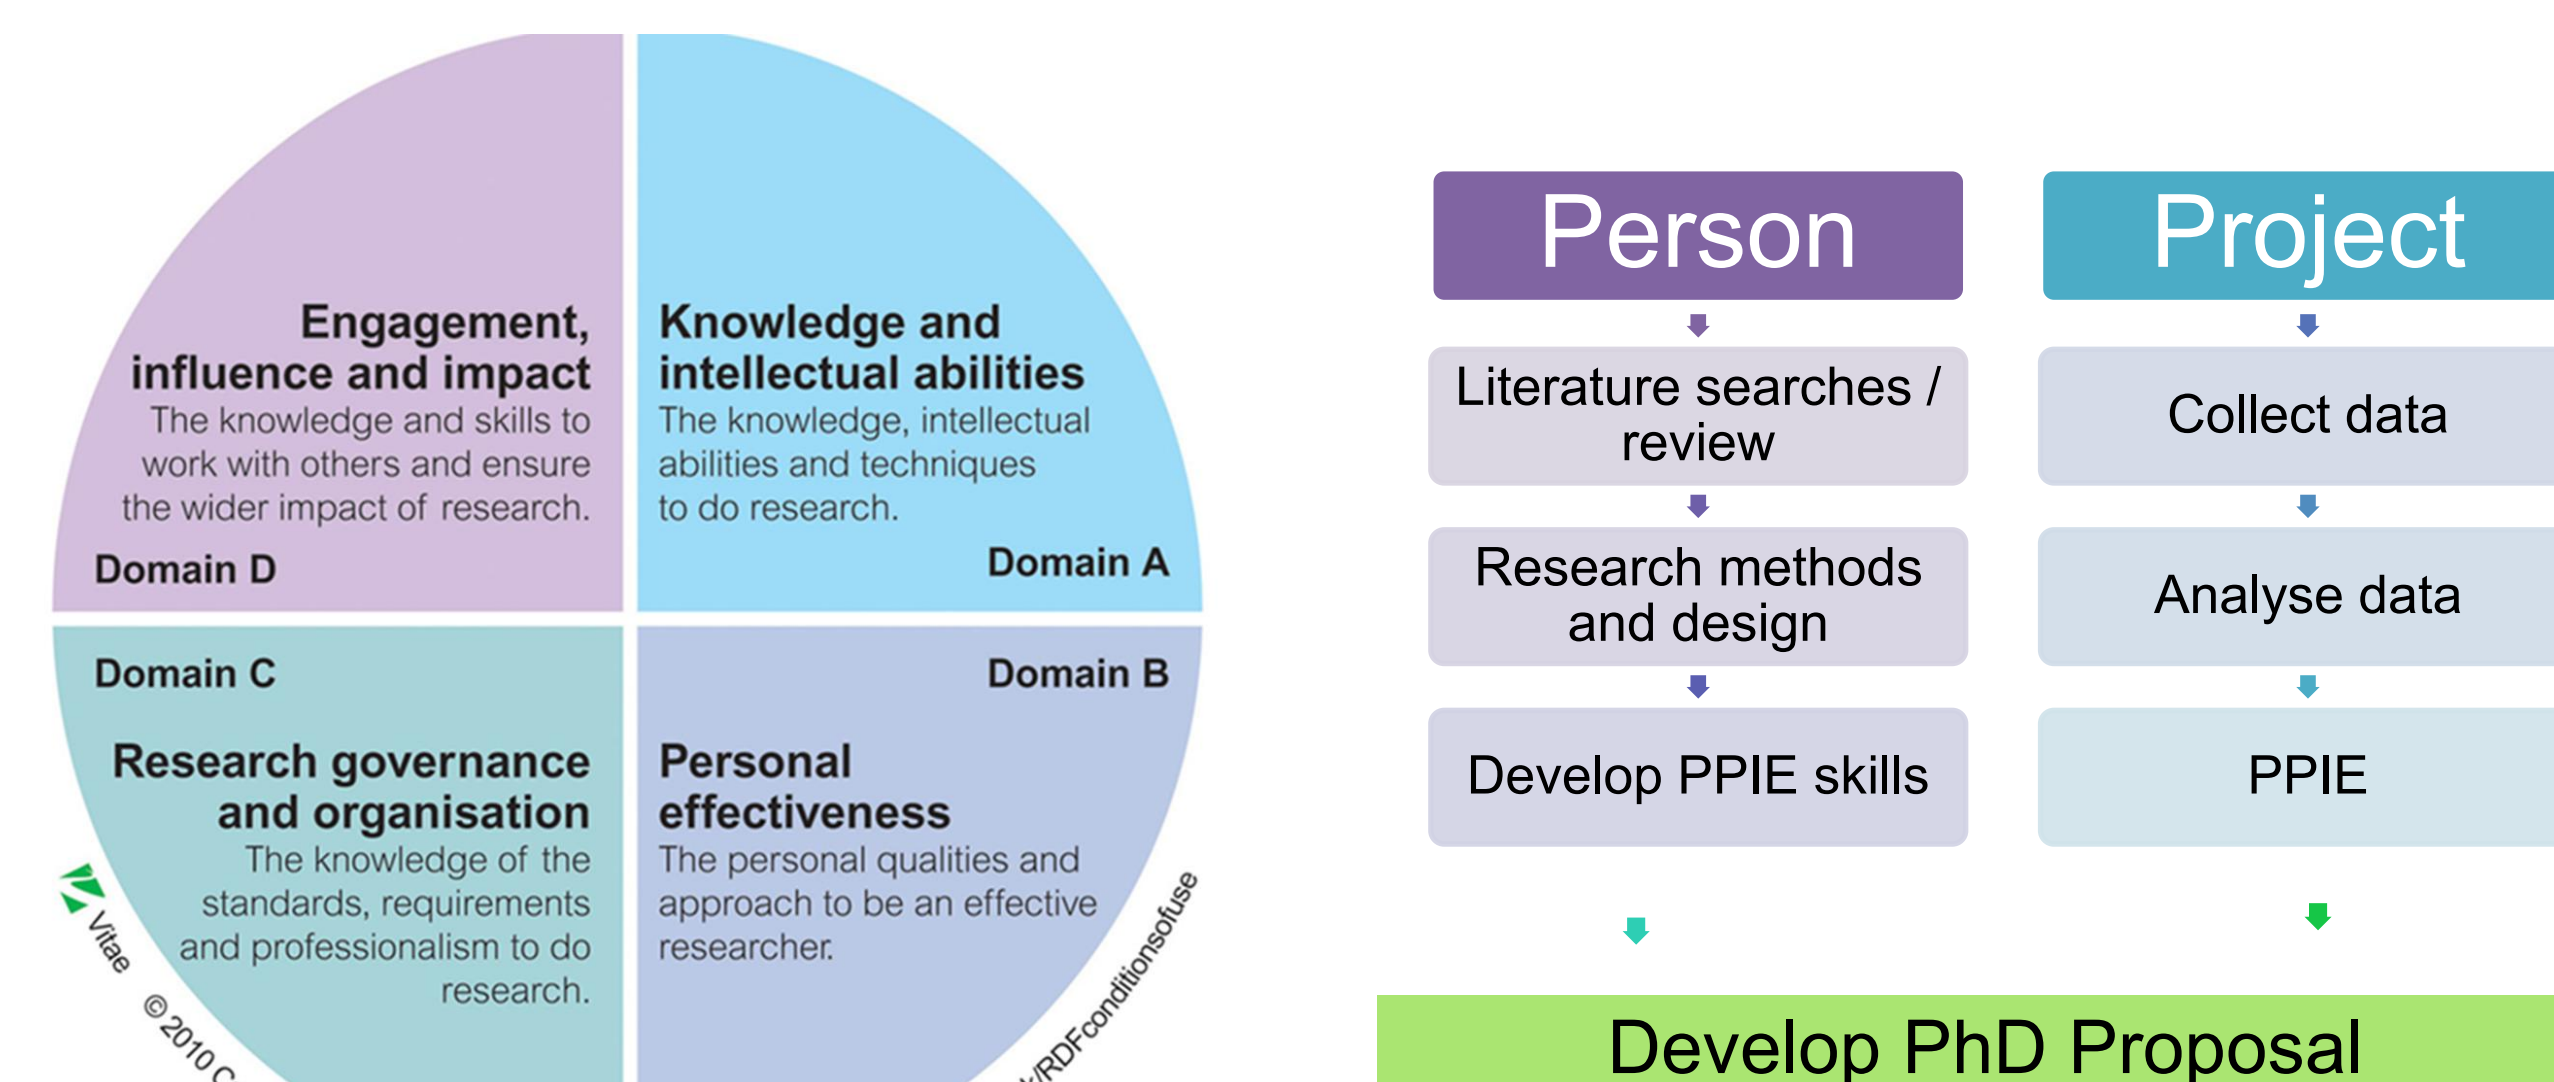 Engagement,
influence and impact
The knowledge and skills to
work with others and ensure
the wider impact of research.
Domain D
Knowledge and
intellectual abilities
The knowledge, intellectual
abilities and techniques
to do research.
Domain A
Domain C
Research governance
and organisation
The knowledge of the
standards, requirements
and professionalism to do
research.
Domain B
Personal
effectiveness
The personal qualities and
approach to be an effective
researcher.
Vitae
© 2010 C
/RDFconditionsofuse
Person
Literature searches /
review
Research methods
and design
Develop PPIE skills
Project
Collect data
Analyse data
PPIE
Develop PhD Proposal